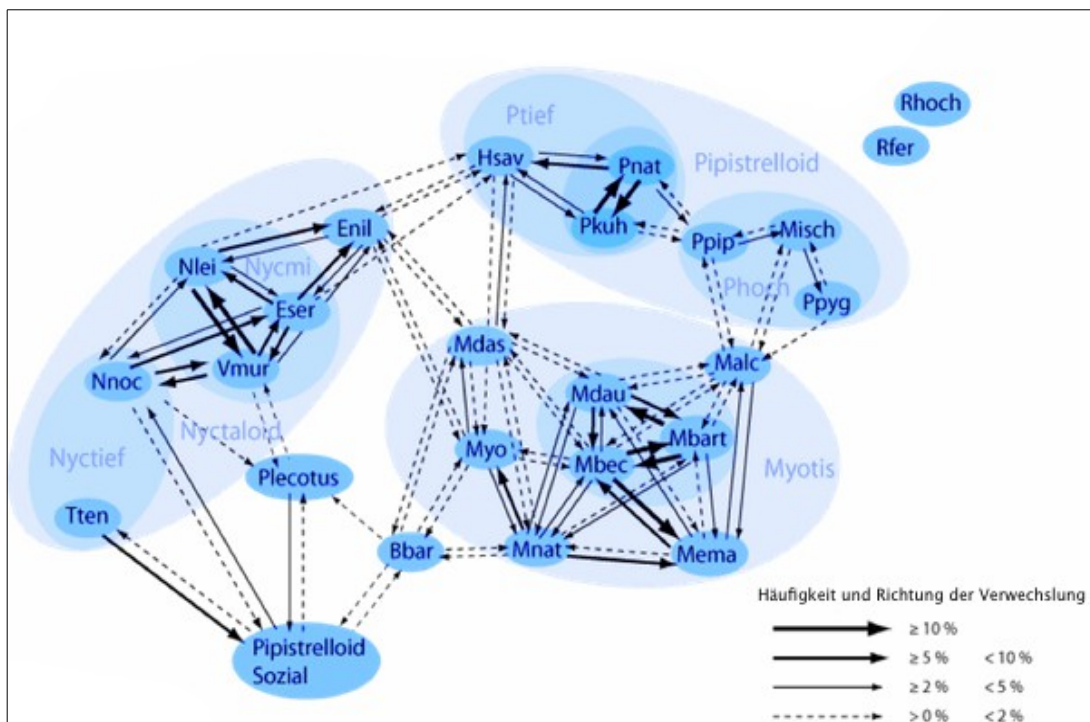 Rhoch
Rfer
Ptief
Hsav
Pnat
Pipistrelloid
Pkuh
Ppip
Misch
Phoch
Ppyg
Enil
Nlei
Nycmi
Eser
Nnoc
Vmur
Nyctaloid
Nyctief
Tten
Plecotus
Mdas
Malc
Mdau
Mbart
Myo
Mbec
Myotis
Bbar
Mnat
Mema
Pipistrelloid
Sozial
Häufigkeit und Richtung der Verwechslung
≥ 10 %
≥ 5 % < 10 %
≥ 2 % < 5 %
> 0 % < 2 %